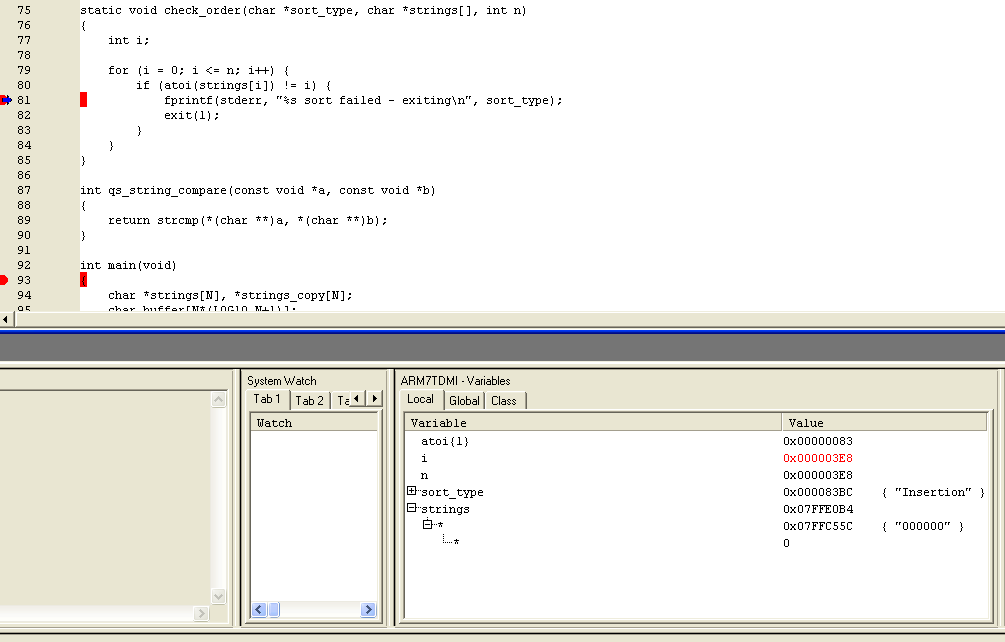 75 static void check_order(char *sort_type, char *strings[], int n)
76 {
77 int i;
78
79 for (i = 0; i <= n; i++) {
80 if (atoi(strings[i]) != i) {
81 fprintf(stderr, "%s sort failed - exiting\n", sort_type);
82 exit(1);
83 }
84 }
85 }
86
87 int qs_string_compare(const void *a, const void *b)
88 {
89 return strcmp(*(char **)a, *(char **)b);
90 }
91
92 int main(void)
93 {
94 char *strings[N], *strings_copy[N];
95 char buffer[N*(LOG10_N+1)];
System Watch
Tab 1 Tab 2 Ta
Watch
ARM7TDMI - Variables
Local Global Class
Variable Value
atoi{1} 0x00000083
i 0x000003E8
n 0x000003E8
sort_type 0x000083BC { "Insertion" }
strings 0x07FFE0B4
* 0x07FFC55C { "000000" }
* 0